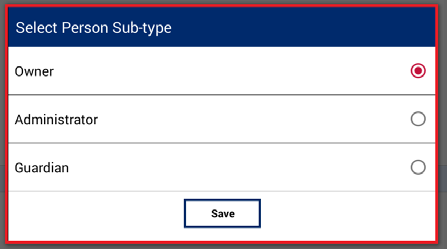 Select Person Sub-type
Owner
Administrator
Guardian
Save